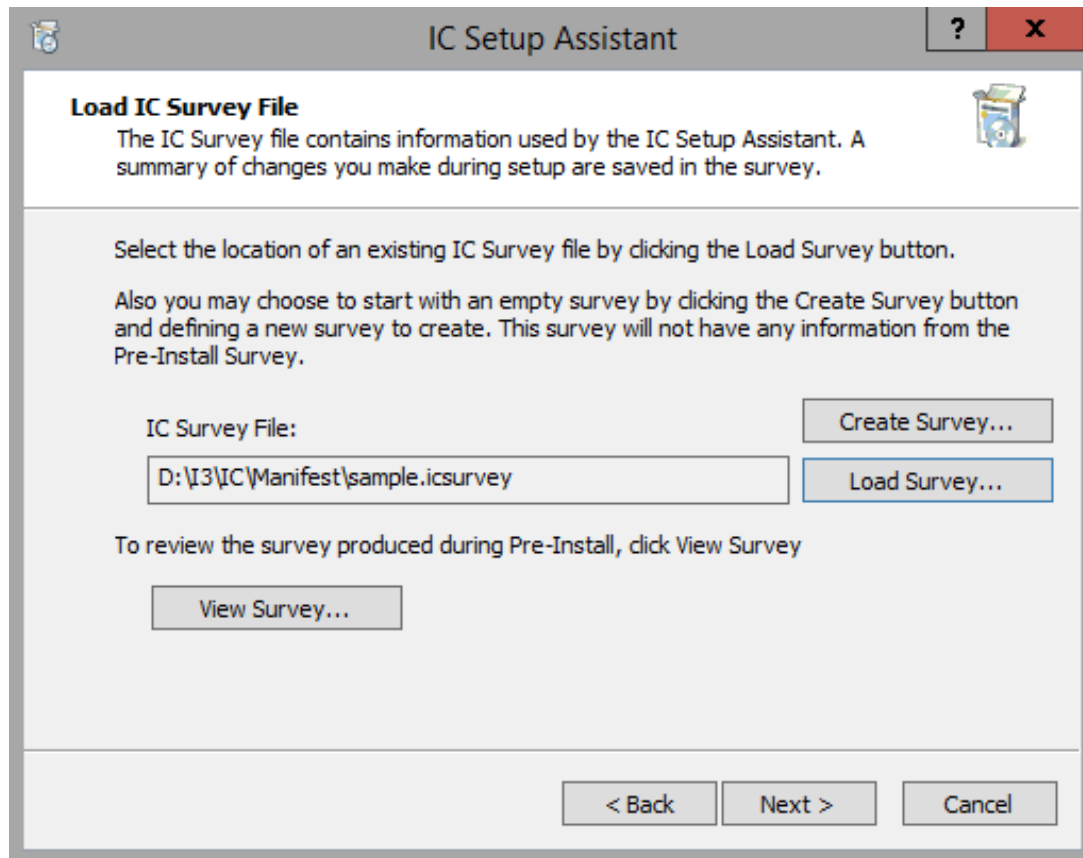 IC Setup Assistant
?
x
Load IC Survey File
The IC Survey file contains information used by the IC Setup Assistant. A
summary of changes you make during setup are saved in the survey.
Select the location of an existing IC Survey file by clicking the Load Survey button.
Also you may choose to start with an empty survey by clicking the Create Survey button
and defining a new survey to create. This survey will not have any information from the
Pre-Install Survey.
Create Survey...
IC Survey File:
D:\I3\IC\Manifest\sample.icsurvey
Load Survey...
To review the survey produced during Pre-Install, click View Survey
View Survey...
< Back
Next >
Cancel